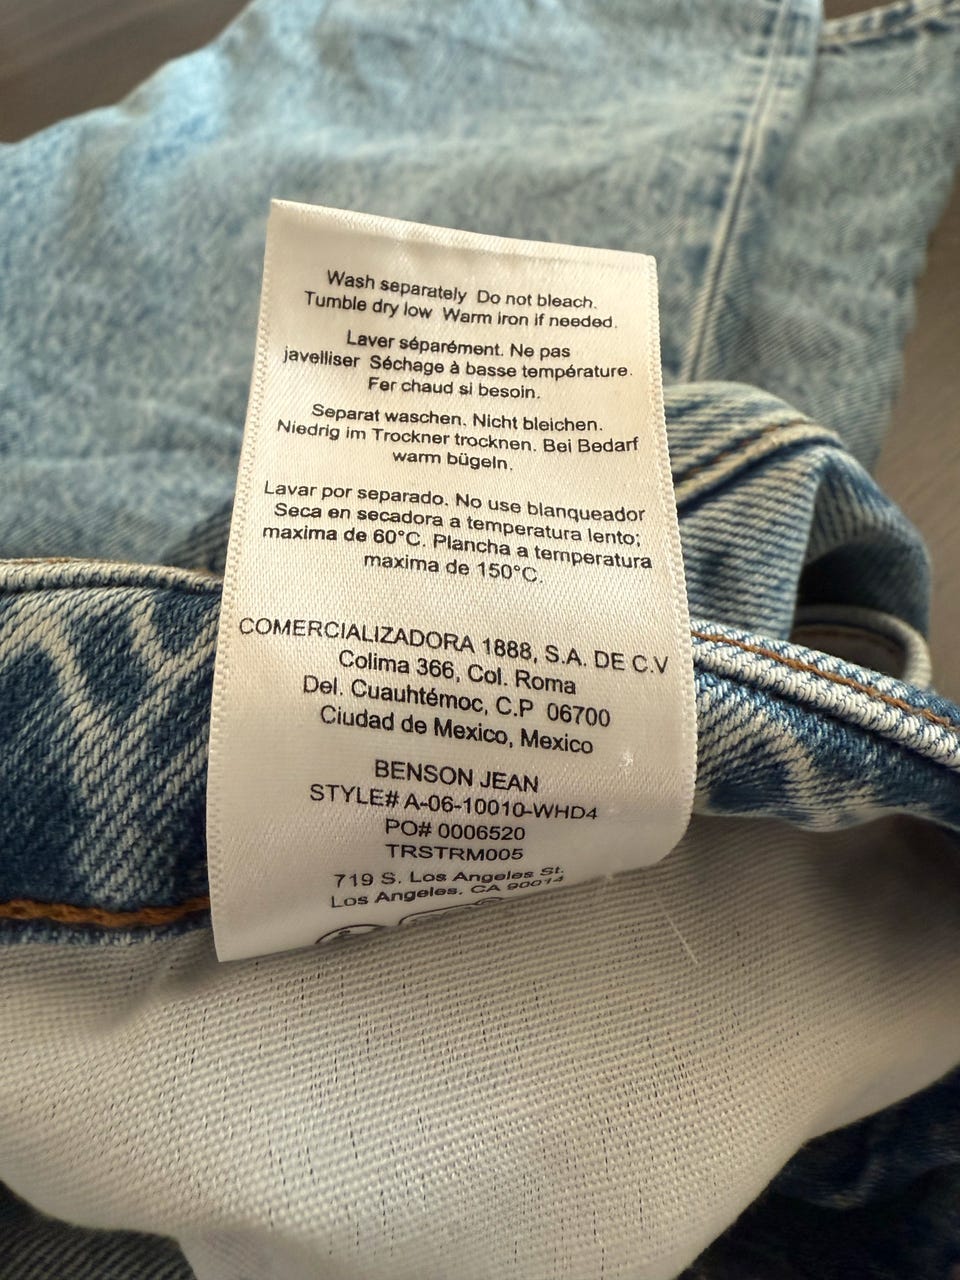 Wash separately Do not bleach.
Tumble dry low Warm iron if needed.
Laver séparément. Ne pas
javelliser Séchage à basse température.
Fer chaud si besoin.
Separat waschen. Nicht bleichen.
Niedrig im Trockner trocknen. Bei Bedarf
warm bügeln.
Lavar por separado. No use blanqueador
Seca en secadora a temperatura lento;
maxima de 60°C. Plancha a temperatura
maxima de 150°C.
COMERCIALIZADORA 1888, S.A. DE C.V
Colima 366, Col. Roma
Del. Cuauhtémoc, C.P 06700
Ciudad de Mexico, Mexico
BENSON JEAN
STYLE# A-06-10010-WHD4
PO# 0006520
TRSTRM005
719 S. Los Angeles St.
Los Angeles, CA 90014